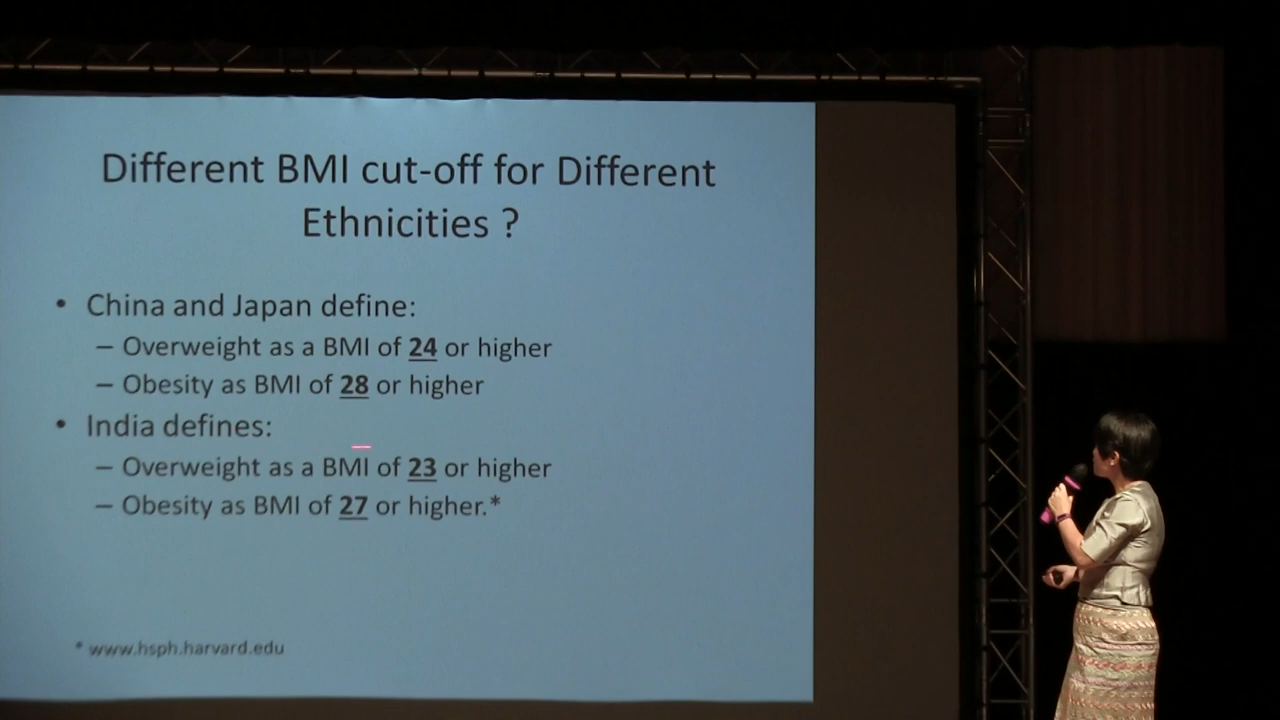 Different BMI cut-off for Different
Ethnicities ?
• China and Japan define:
– Overweight as a BMI of 24 or higher
– Obesity as BMI of 28 or higher
• India defines:
– Overweight as a BMI of 23 or higher
– Obesity as BMI of 27 or higher.*
* www.hsph.harvard.edu